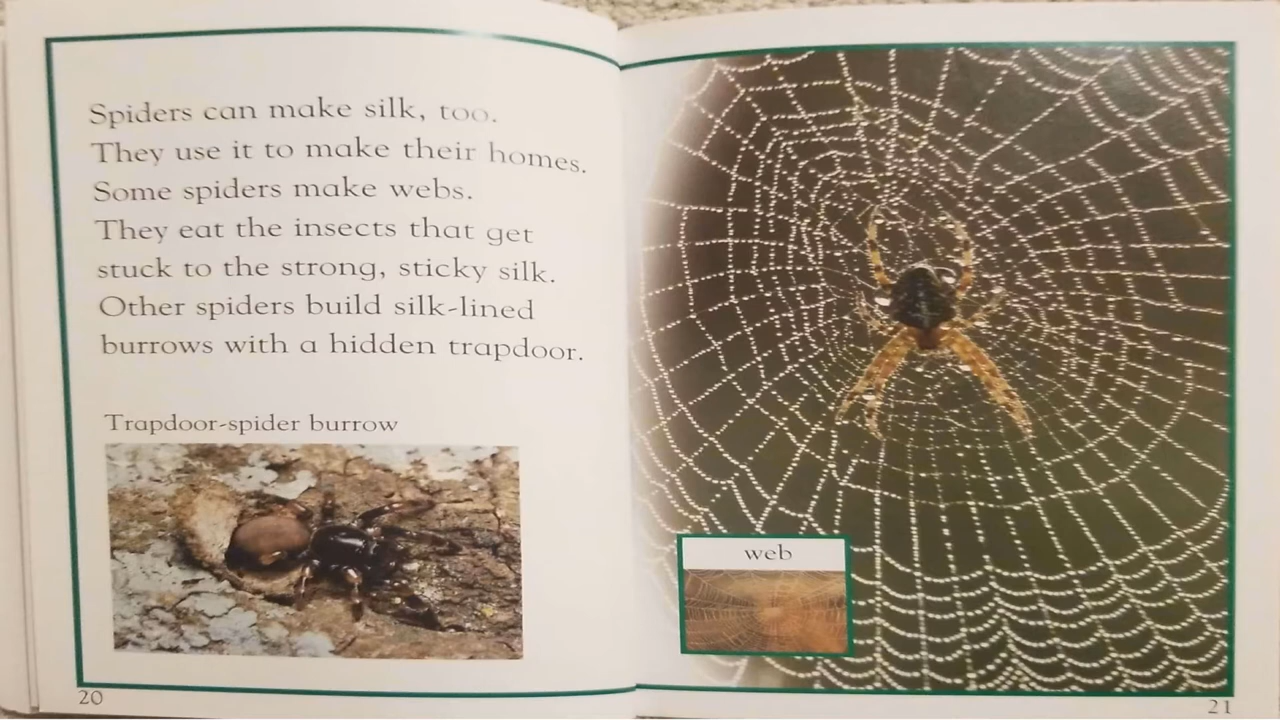 Spiders can make silk, too.
They use it to make their homes.
Some spiders make webs.
They eat the insects that get
stuck to the strong, sticky silk.
Other spiders build silk-lined
burrows with a hidden trapdoor.
Trapdoor-spider burrow
20
web
21